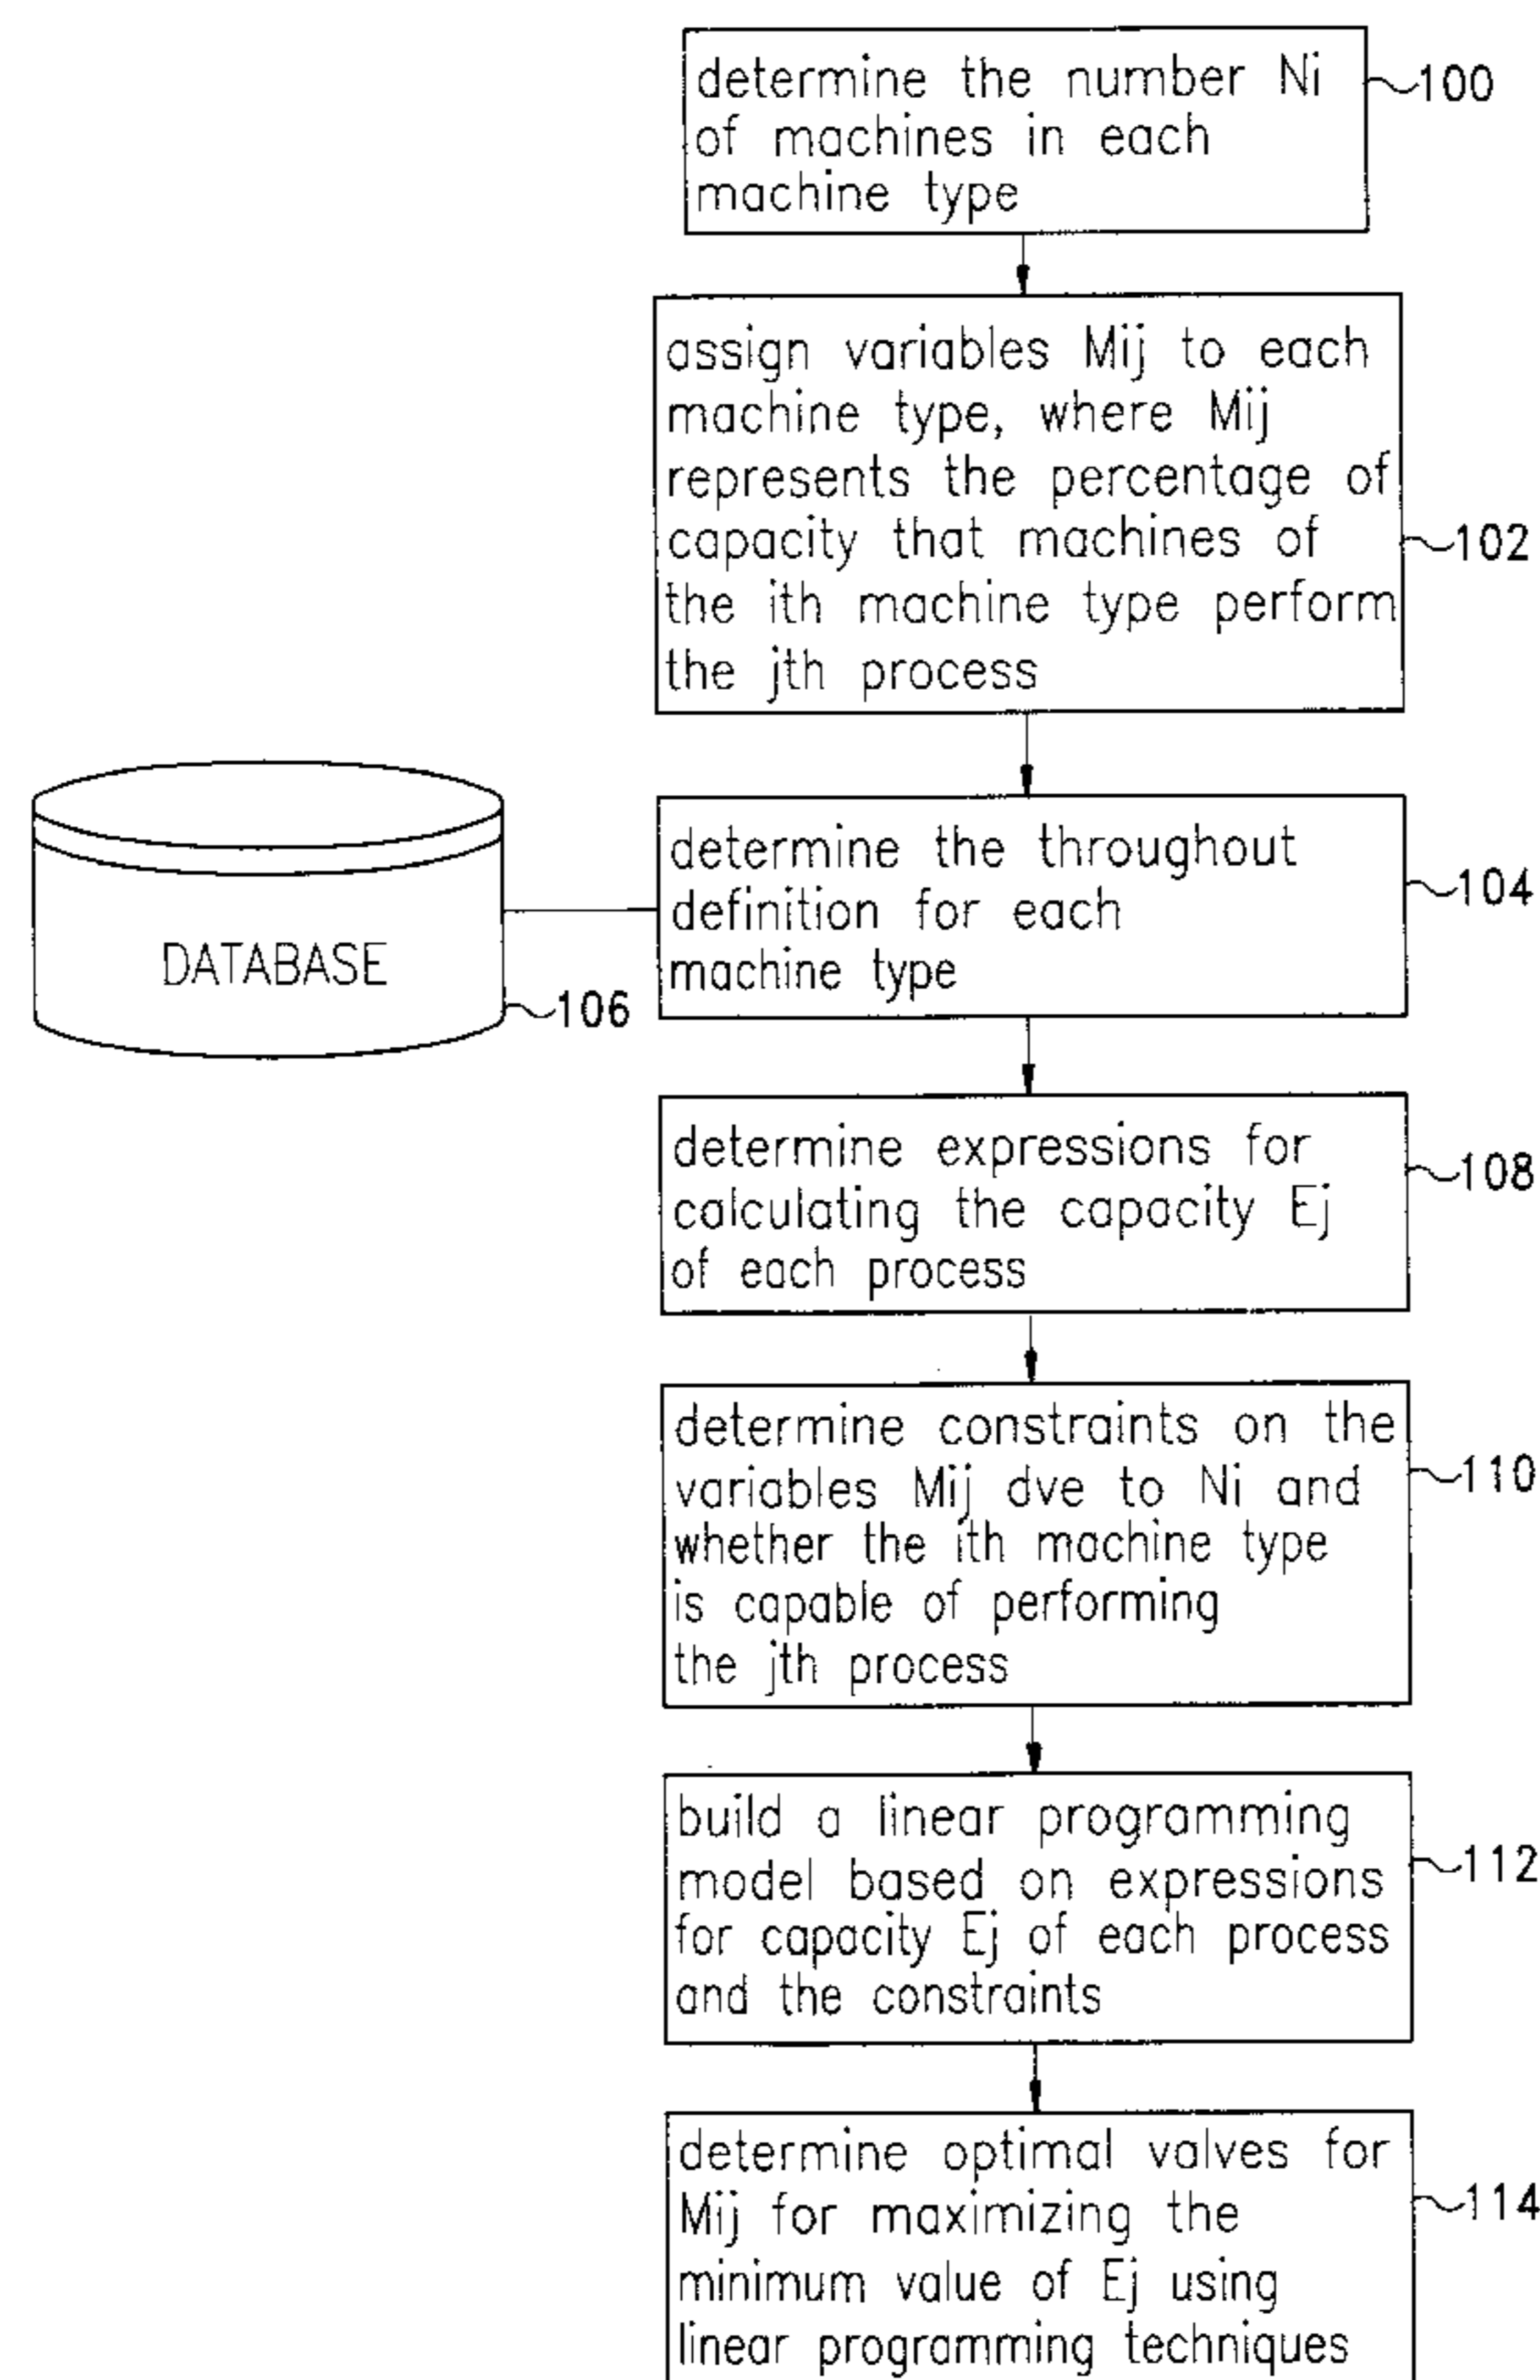 determine the number Ni
of machines in each
machine type
100
assign variables Mij to each
machine type, where Mij
represents the percentage of
capacity that machines of
the ith machine type perform
the jth process
102
DATABASE
106
determine the throughout
definition for each
machine type
104
determine expressions for
calculating the capacity Ej
of each process
108
determine constraints on the
variables Mij dve to Ni and
whether the ith machine type
is capable of performing
the jth process
110
build a linear programming
model based on expressions
for capacity Ej of each process
and the constraints
112
determine optimal valves for
Mij for maximizing the
minimum value of Ej using
linear programming techniques
114